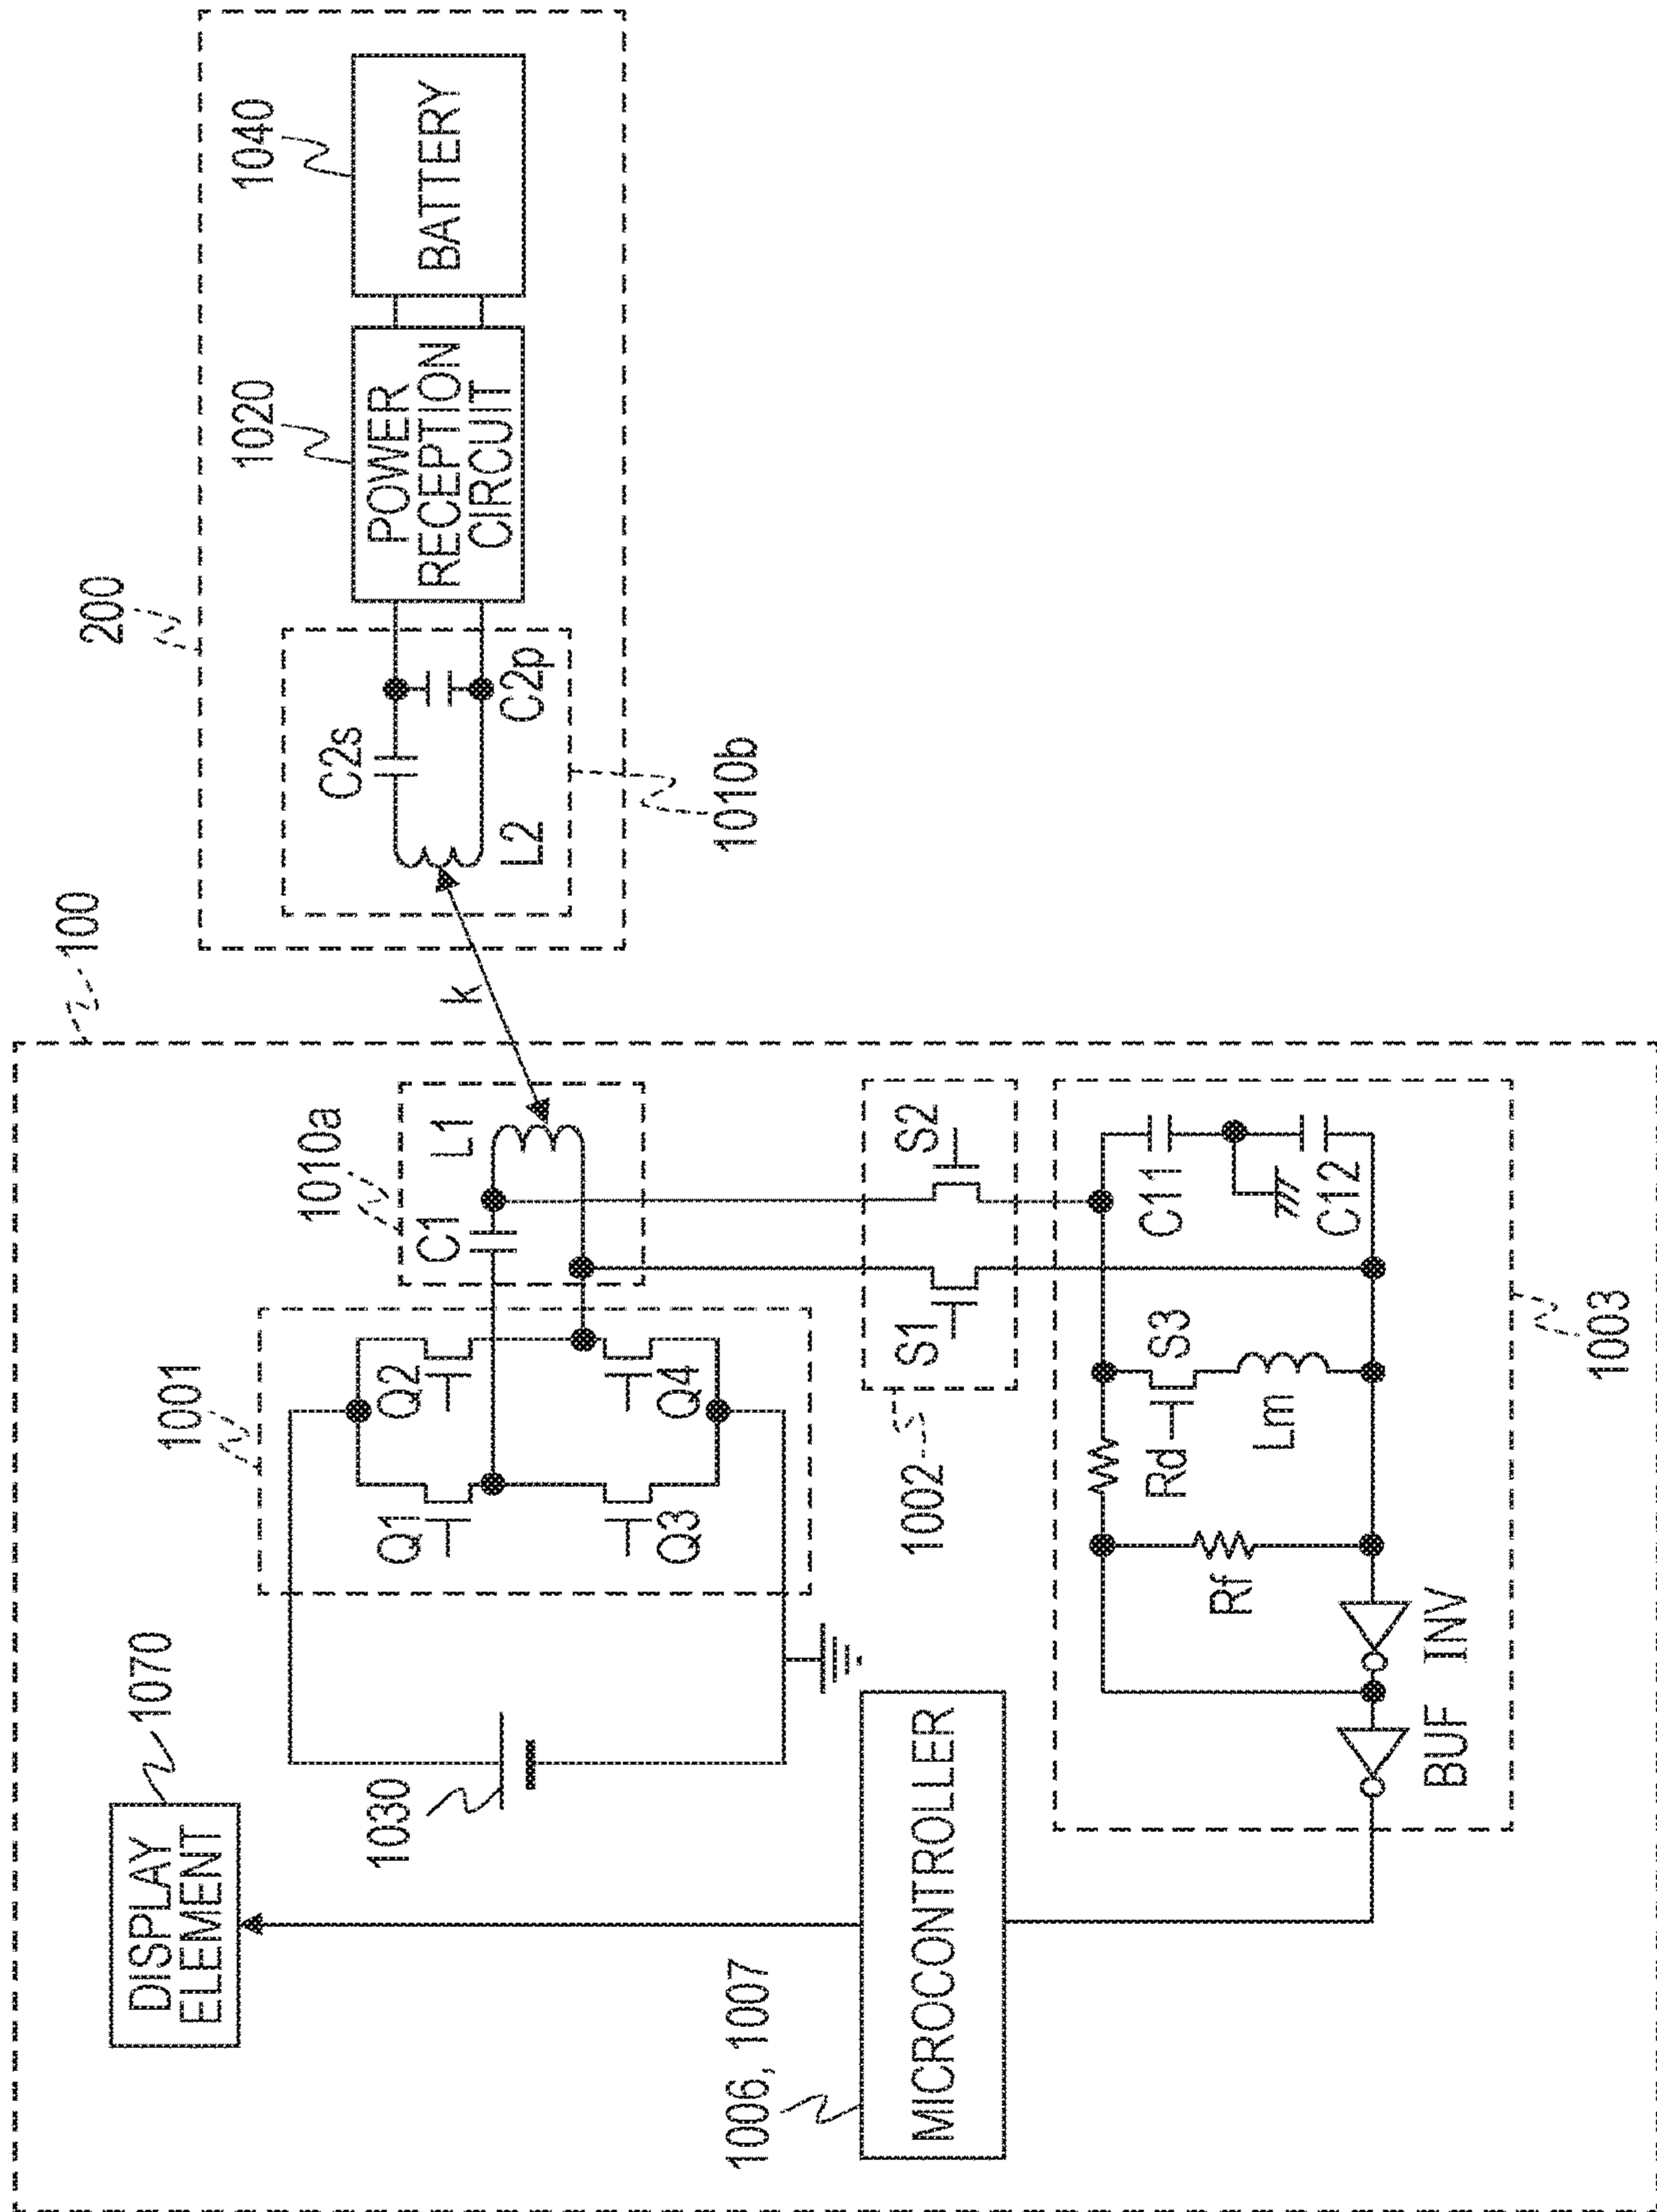 100
200
DISPLAY
ELEMENT
1070
1030
1001
Q1
Q2
Q3
Q4
1010a
C1
L1
k
C2s
L2
C2p
1010b
1020
POWER
RECEPTION
CIRCUIT
1040
BATTERY
1006, 1007
MICROCONTROLLER
1002
S1
S2
BUF
INV
Rf
Rd
S3
Lm
C11
C12
1003